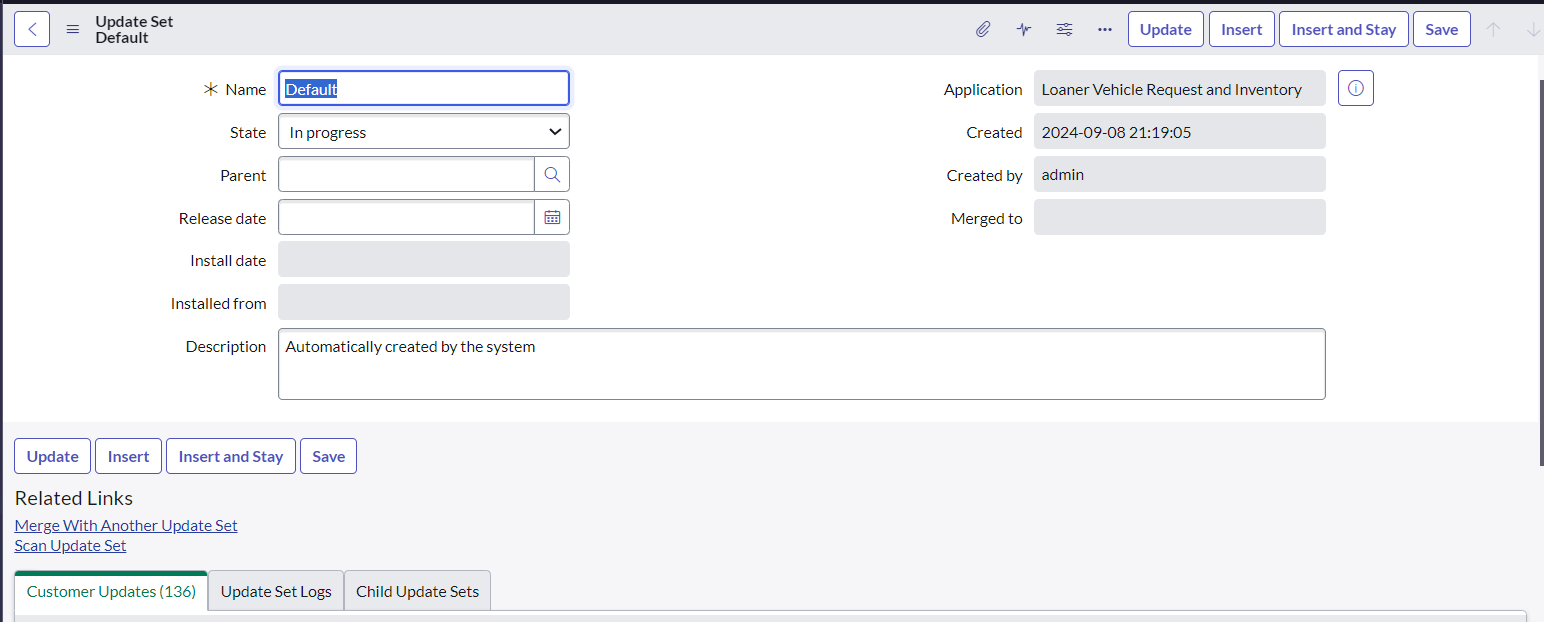 Update Set
Default
Update Insert Insert and Stay Save
Name Default
Application Loaner Vehicle Request and Inventory
State In progress
Created 2024-09-08 21:19:05
Parent
Created by admin
Release date
Merged to
Install date
Installed from
Description Automatically created by the system
Update Insert Insert and Stay Save
Related Links
Merge With Another Update Set
Scan Update Set
Customer Updates (136) Update Set Logs Child Update Sets